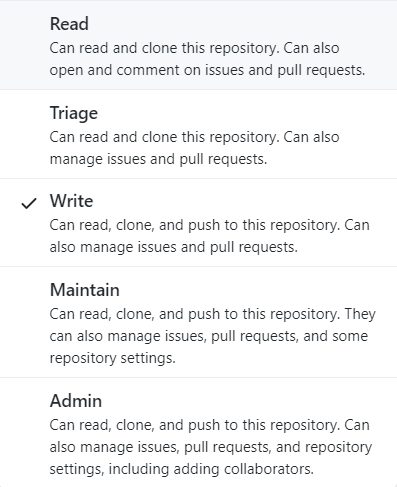 Read
Can read and clone this repository. Can also
open and comment on issues and pull requests.
Triage
Can read and clone this repository. Can also
manage issues and pull requests.
Write
Can read, clone, and push to this repository. Can
also manage issues and pull requests.
Maintain
Can read, clone, and push to this repository. They
can also manage issues, pull requests, and some
repository settings.
Admin
Can read, clone, and push to this repository. Can
also manage issues, pull requests, and repository
settings, including adding collaborators.